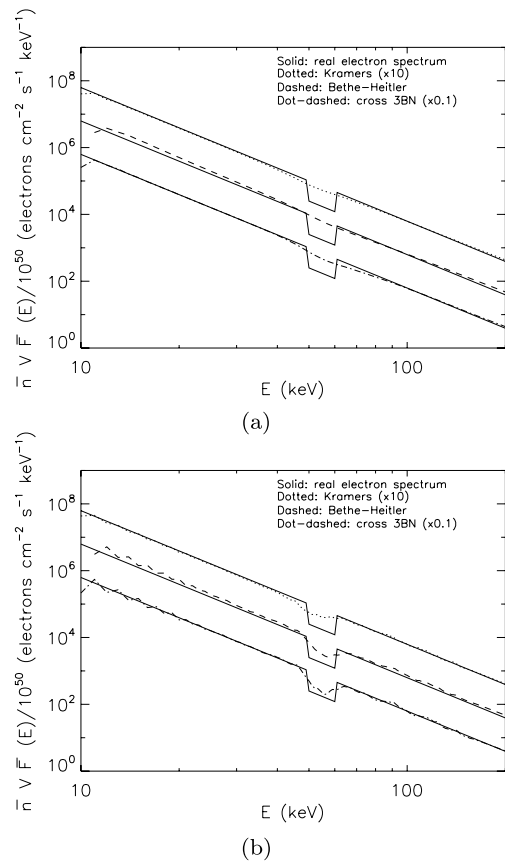 Solid: real electron spectrum
Dotted: Kramers (x10)
Dashed: Bethe-Heitler
Dot-dashed: cross 3BN (x0.1)
n̅ V F̅ (E)/10⁵⁰ (electrons cm⁻² s⁻¹ keV⁻¹)
10⁸
10⁶
10⁴
10²
10⁰
10
100
E (keV)
(a)
Solid: real electron spectrum
Dotted: Kramers (x10)
Dashed: Bethe-Heitler
Dot-dashed: cross 3BN (x0.1)
n̅ V F̅ (E)/10⁵⁰ (electrons cm⁻² s⁻¹ keV⁻¹)
10⁸
10⁶
10⁴
10²
10⁰
10
100
E (keV)
(b)